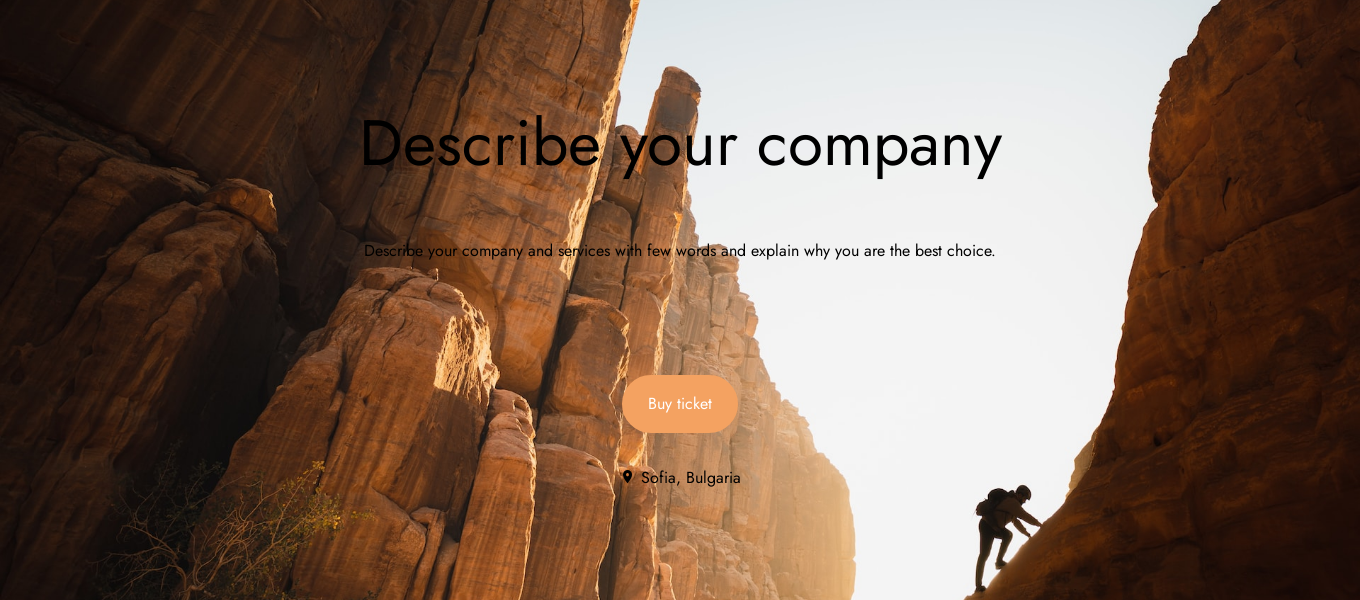 Describe your company
Describe your company and services with few words and explain why you are the best choice.
Buy ticket
Sofia, Bulgaria